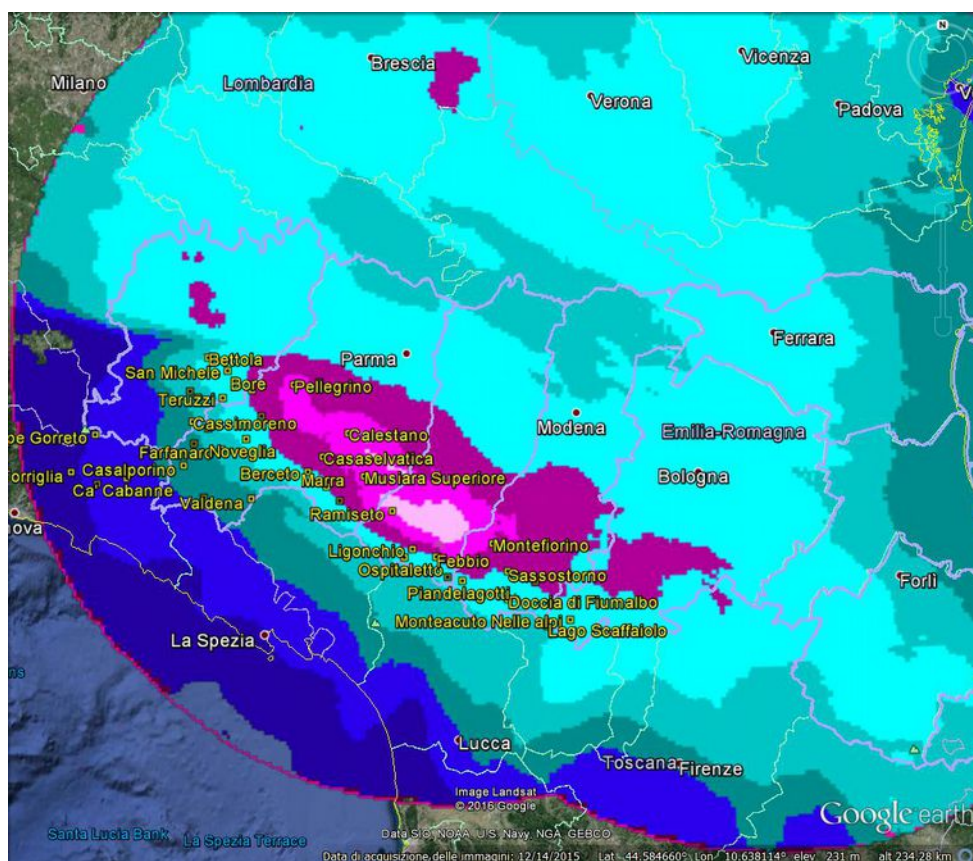 N
Brescia
Vicenza
Milano
Lombardia
Verona
Padova
V
Ferrara
Parma
Bettola
San Michele
Bore
Pellegrino
Teruzzi
Modena
Emilia-Romagna
Cassimoreno
Calestano
be Gorreto
Farfanaro
Noveglia
Casaselvatica
Bologna
orriglia
Casalporino
Berceto
Marra
Musiara Superiore
Ca' Cabanne
Valdena
Ramiseto
nova
Montefiorino
Ligonchio
Febbio
Ospitaletto
Sassostorno
Forlì
Piandelagotti
Doccia di Fiumalbo
Monteacuto Nelle alpi
Lago Scaffaiolo
La Spezia
Lucca
Toscana
Firenze
Image Landsat
© 2016 Google
Google earth
Santa Lucia Bank
La Spezia Terrace
Data SIO, NOAA, U.S. Navy, NGA, GEBCO
Data di acquisizione delle immagini: 12/14/2015 Lat 44.584660° Lon 10.638114° elev 231 m alt 234.28 km